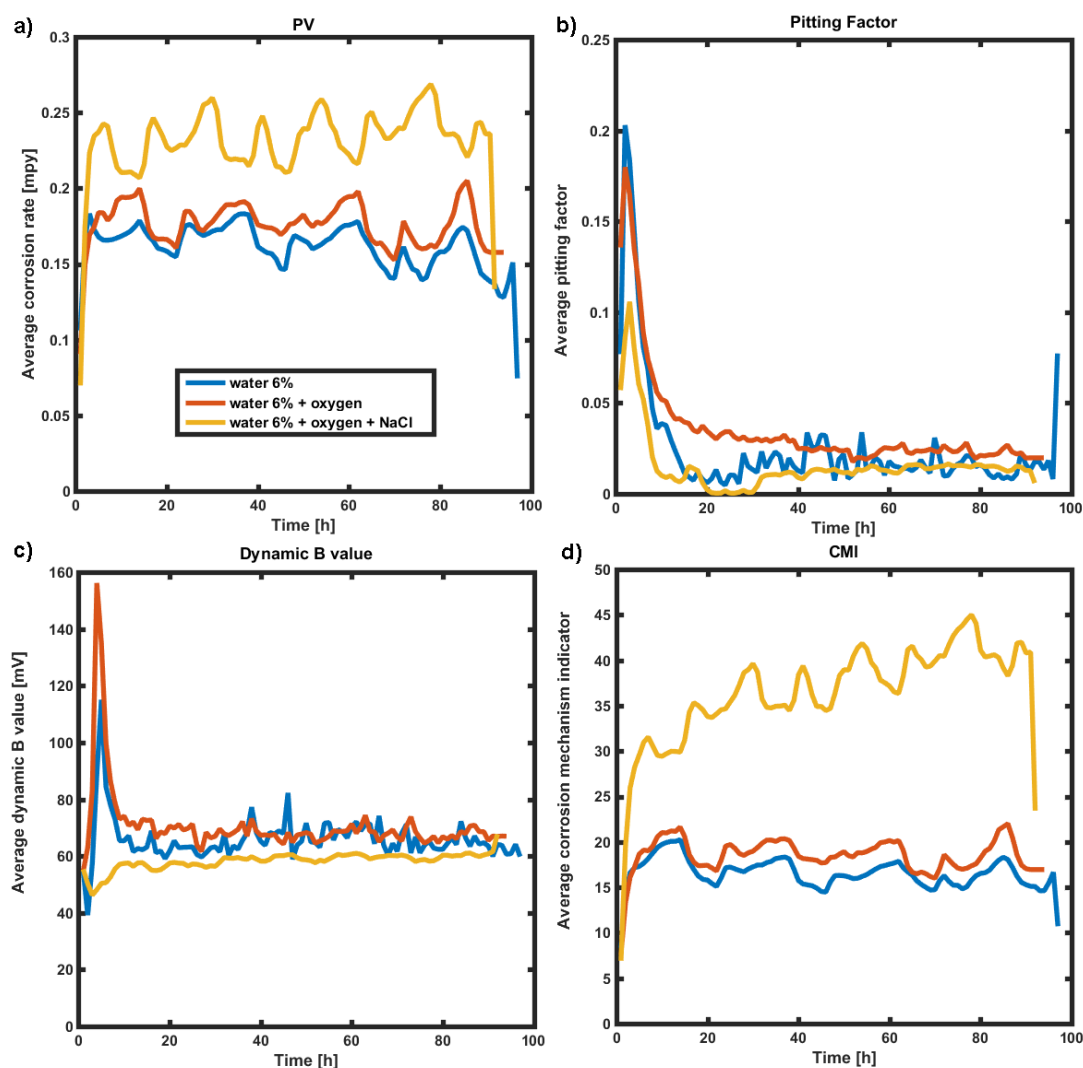 a)
PV
Average corrosion rate [mpy]
0.3
0.25
0.2
0.15
0.1
0.05
0
water 6%
water 6% + oxygen
water 6% + oxygen + NaCl
0 20 40 60 80 100
Time [h]
b)
Pitting Factor
Average pitting factor
0.25
0.2
0.15
0.1
0.05
0
0 20 40 60 80 100
Time [h]
c)
Dynamic B value
Average dynamic B value [mV]
160
140
120
100
80
60
40
20
0
0 20 40 60 80 100
Time [h]
d)
CMI
Average corrosion mechanism indicator
50
45
40
35
30
25
20
15
10
5
0
0 20 40 60 80 100
Time [h]